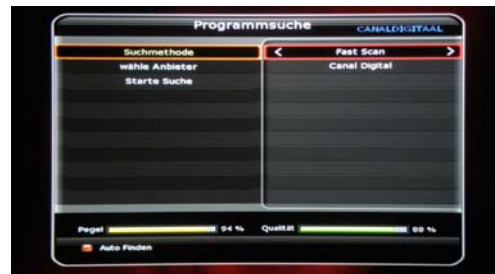 Programmsuche CANALDIGITAAL
Suchmethode < Fast Scan >
wähle Anbieter Canal Digital
Starte Suche
Pegel 94 % Qualität 88 %
Auto Finden